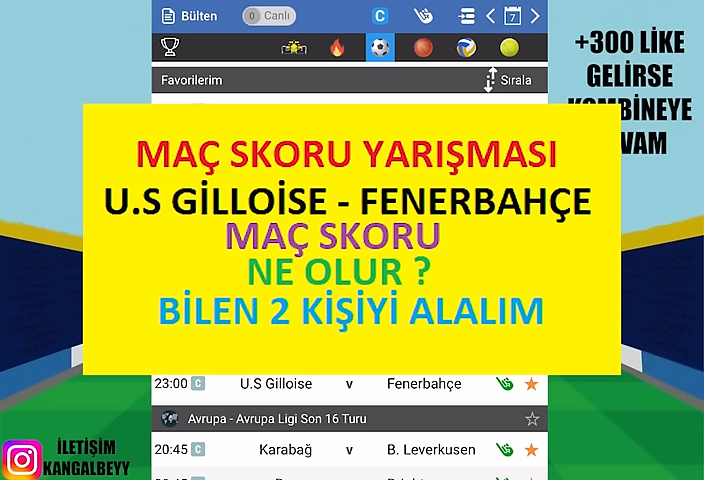 Bülten
0 Canlı
C
7
Favorilerim
Sırala
+300 LİKE
GELİRSE
MAÇ SKORU YARIŞMASI
U.S GİLLOİSE - FENERBAHÇE
MAÇ SKORU
NE OLUR ?
BİLEN 2 KİŞİYİ ALALIM
23:00 C U.S Gilloise v Fenerbahçe
Avrupa - Avrupa Ligi Son 16 Turu
20:45 C Karabağ v B. Leverkusen
İLETİŞİM
KANGALBEYY